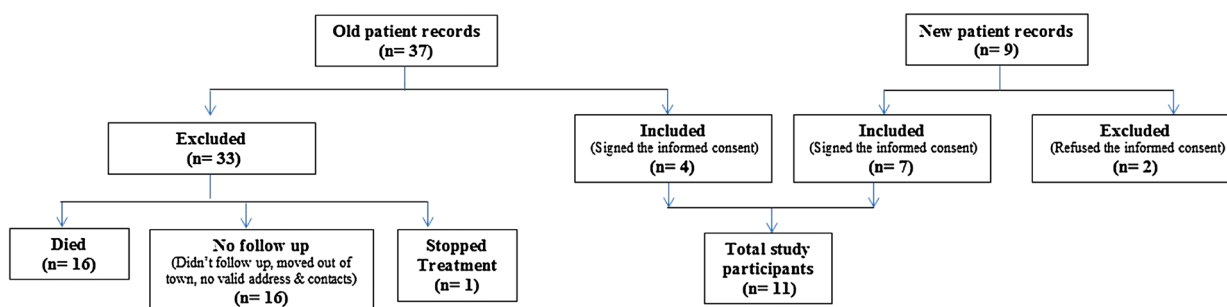 Old patient records
(n= 37)
New patient records
(n= 9)
Excluded
(n= 33)
Included
(Signed the informed consent)
(n= 4)
Included
(Signed the informed consent)
(n= 7)
Excluded
(Refused the informed consent)
(n= 2)
Died
(n= 16)
No follow up
(Didn't follow up, moved out of
town, no valid address & contacts)
(n= 16)
Stopped
Treatment
(n= 1)
Total study
participants
(n= 11)